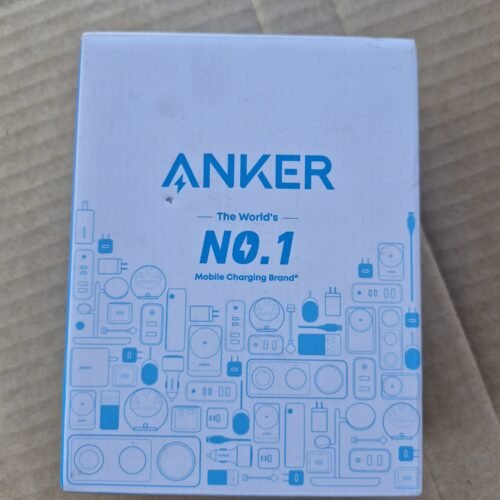 ANKER
The World's
NO.1
Mobile Charging Brand*